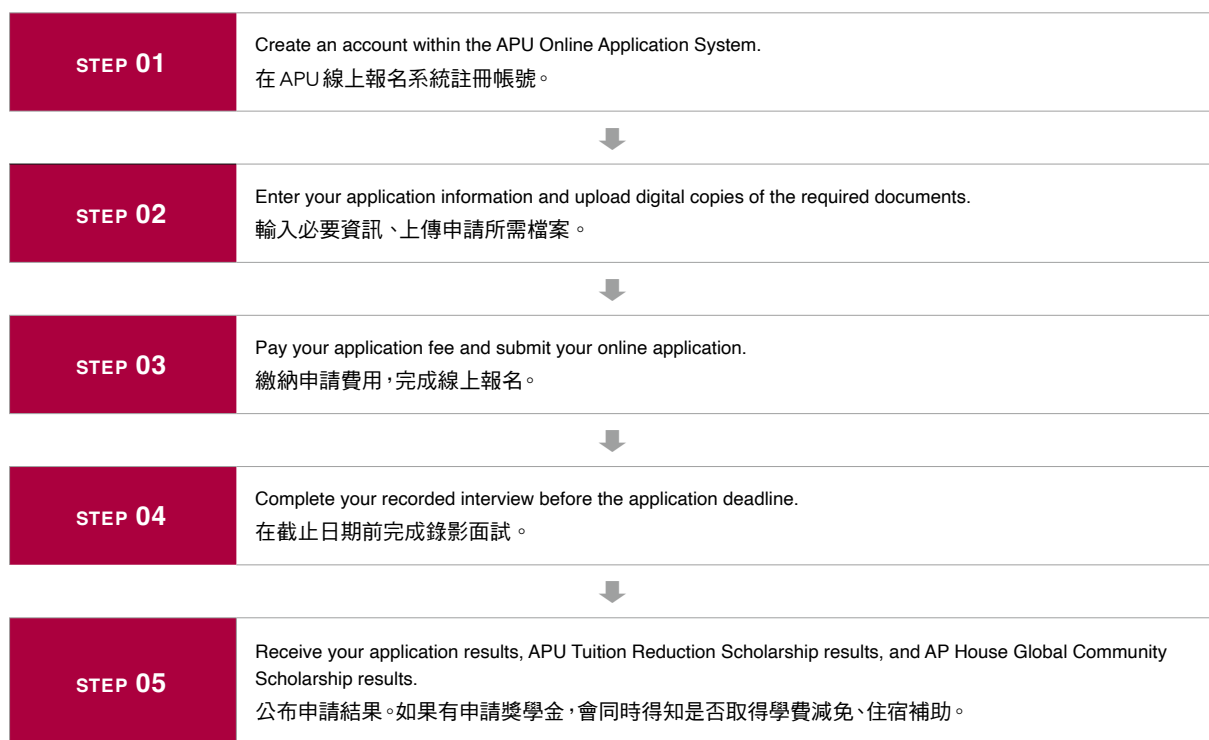 STEP 01
Create an account within the APU Online Application System.
在 APU 線上報名系統註冊帳號。
STEP 02
Enter your application information and upload digital copies of the required documents.
輸入必要資訊、上傳申請所需檔案。
STEP 03
Pay your application fee and submit your online application.
繳納申請費用，完成線上報名。
STEP 04
Complete your recorded interview before the application deadline.
在截止日期前完成錄影面試。
STEP 05
Receive your application results, APU Tuition Reduction Scholarship results, and AP House Global Community
Scholarship results.
公布申請結果。如果有申請獎學金，會同時得知是否取得學費減免、住宿補助。